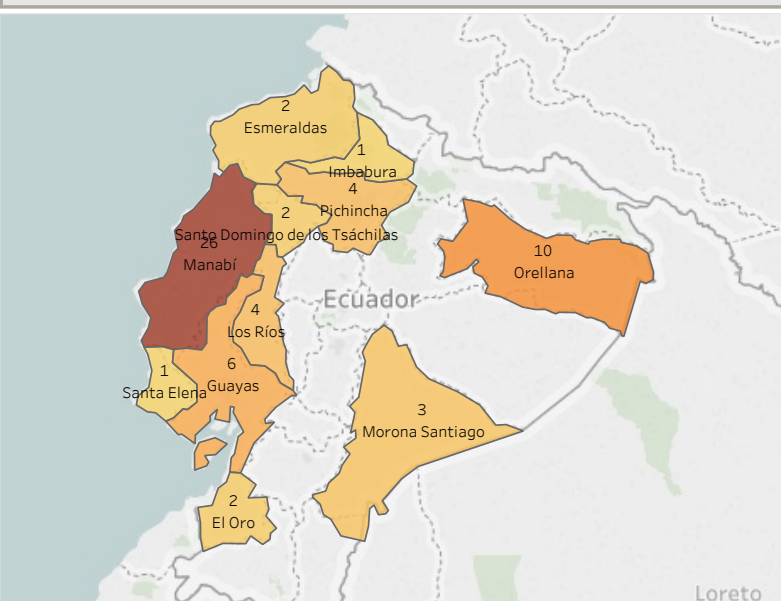 2
Esmeraldas
1
Imbabura
4
Pichincha
2
Santo Domingo de los Tsáchilas
26
Manabí
10
Orellana
Ecuador
4
Los Ríos
6
Guayas
1
Santa Elena
3
Morona Santiago
2
El Oro
Loreto